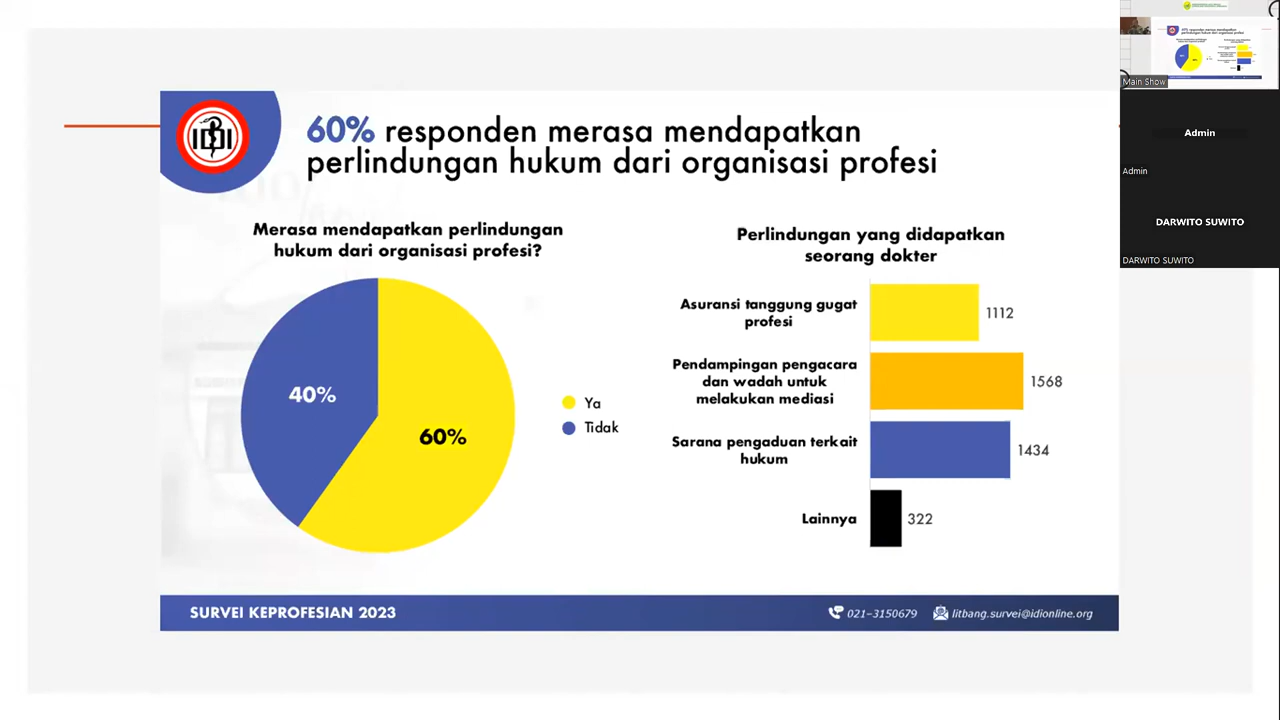 IDI
60% responden merasa mendapatkan
perlindungan hukum dari organisasi profesi
Merasa mendapatkan perlindungan
hukum dari organisasi profesi?
40%
60%
Ya
Tidak
Perlindungan yang didapatkan
seorang dokter
Asuransi tanggung gugat
profesi
1112
Pendampingan pengacara
dan wadah untuk
melakukan mediasi
1568
Sarana pengaduan terkait
hukum
1434
Lainnya
322
SURVEI KEPROFESIAN 2023
021-3150679
litbang.survei@idionline.org
Main Show
Admin
Admin
DARWITO SUWITO
DARWITO SUWITO